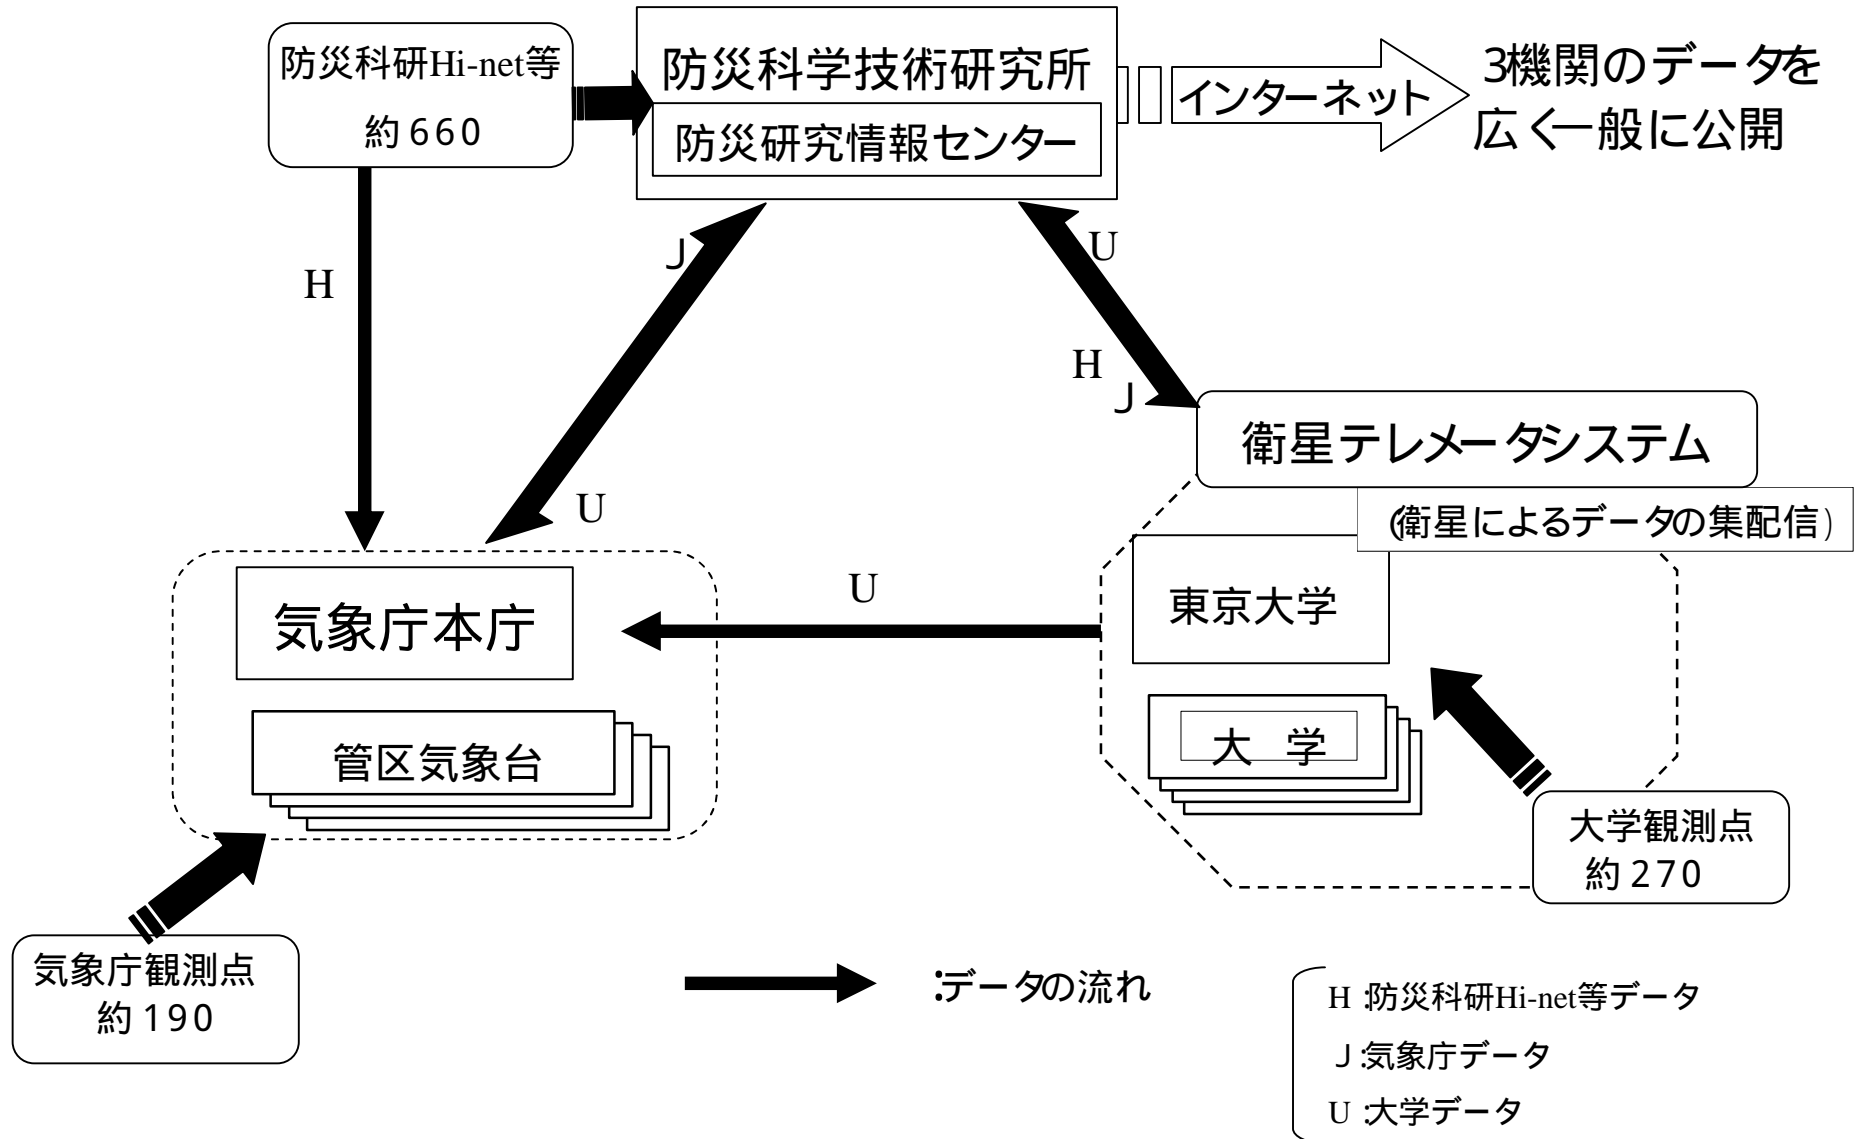 防災科研Hi-net等
約660
防災科学技術研究所
防災研究情報センター
インターネット
3機関のデータを
広く一般に公開
H
J
U
U
H
J
衛星テレメータシステム
(衛星によるデータの集配信)
気象庁本庁
U
東京大学
管区気象台
大 学
大学観測点
約270
気象庁観測点
約190
:データの流れ
H:防災科研Hi-net等データ
J:気象庁データ
U:大学データ